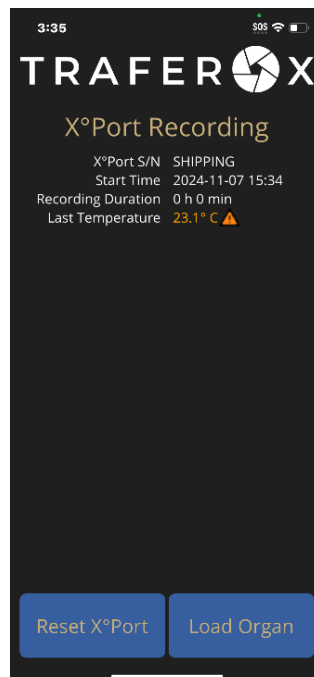 3:35 SOS
TRAFEROX
X°Port Recording
X°Port S/N SHIPPING
Start Time 2024-11-07 15:34
Recording Duration 0 h 0 min
Last Temperature 23.1° C
Reset X°Port Load Organ